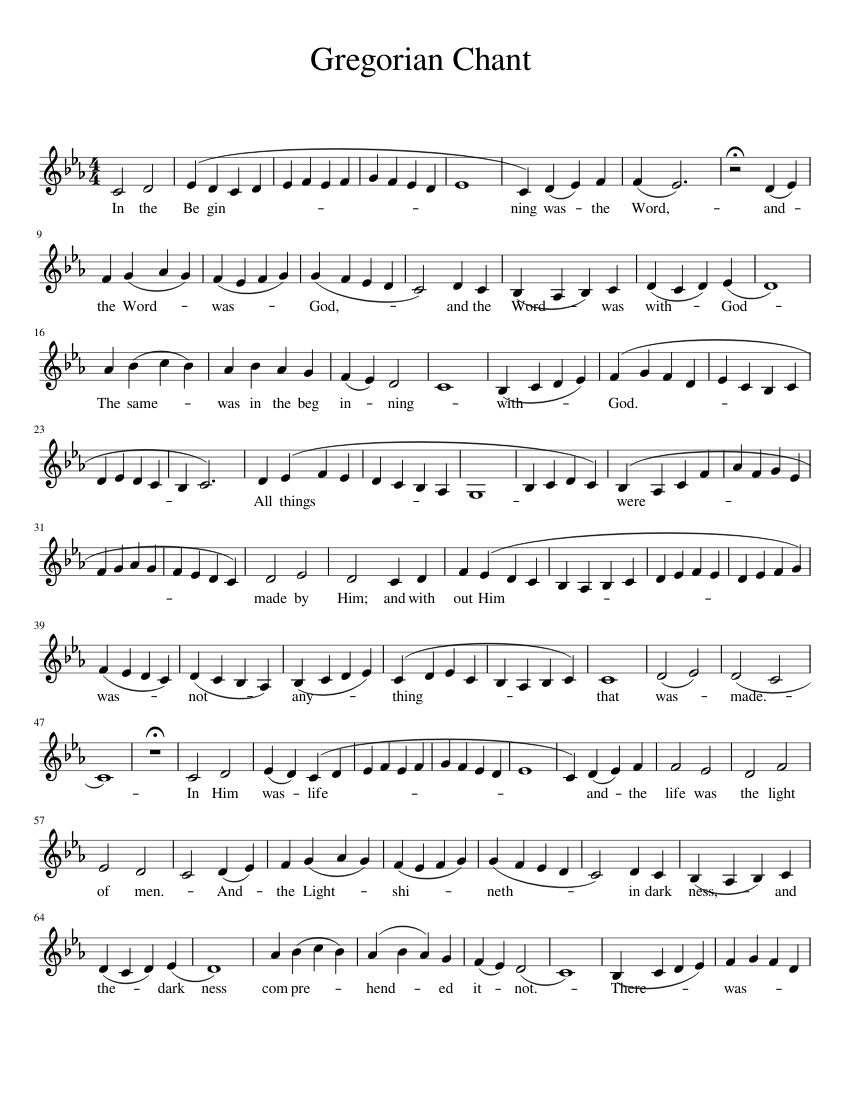 Gregorian Chant
4
4
In the Be gin - - - ning was - the Word, - and -
9
the Word - was - God, - and the Word - was with - God -
16
The same - was in the beg in - ning - with - God. -
23
- All things - - were -
31
- made by Him; and with out Him - -
39
was - not - any - thing - that was - made. -
47
- In Him was - life - - - and - the life was the light
57
of men. - And - the Light - shi - neth - in dark ness, - and
64
the - dark ness com pre - hend - ed it - not. - There - was -